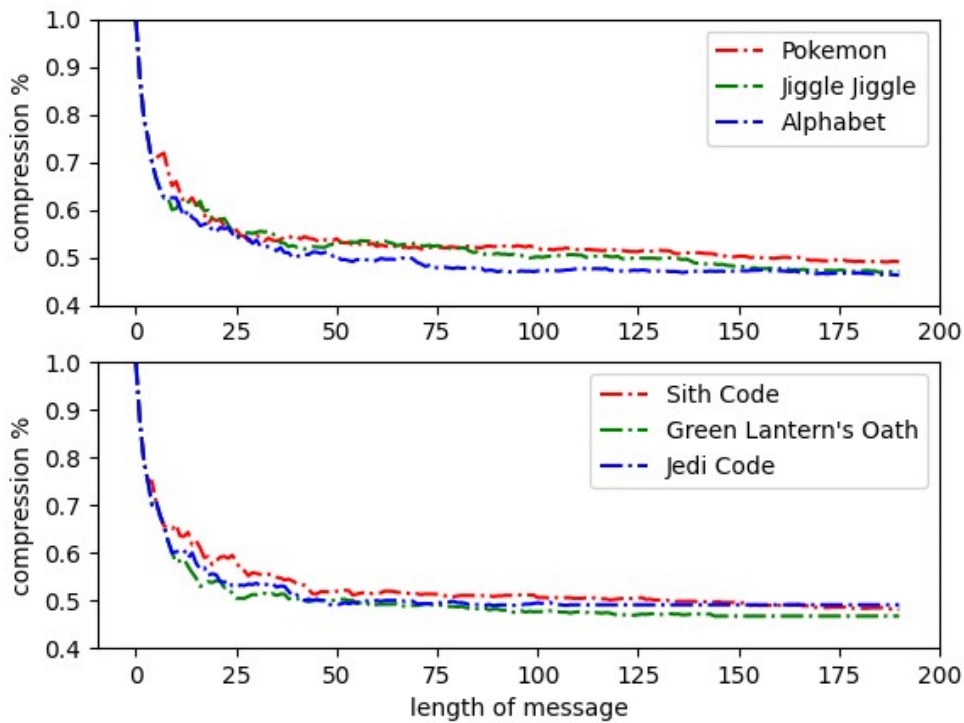 1.0
0.9
0.8
0.7
0.6
0.5
0.4
compression %
Pokemon
Jiggle Jiggle
Alphabet
0 25 50 75 100 125 150 175 200
1.0
0.9
0.8
0.7
0.6
0.5
0.4
compression %
Sith Code
Green Lantern's Oath
Jedi Code
0 25 50 75 100 125 150 175 200
length of message